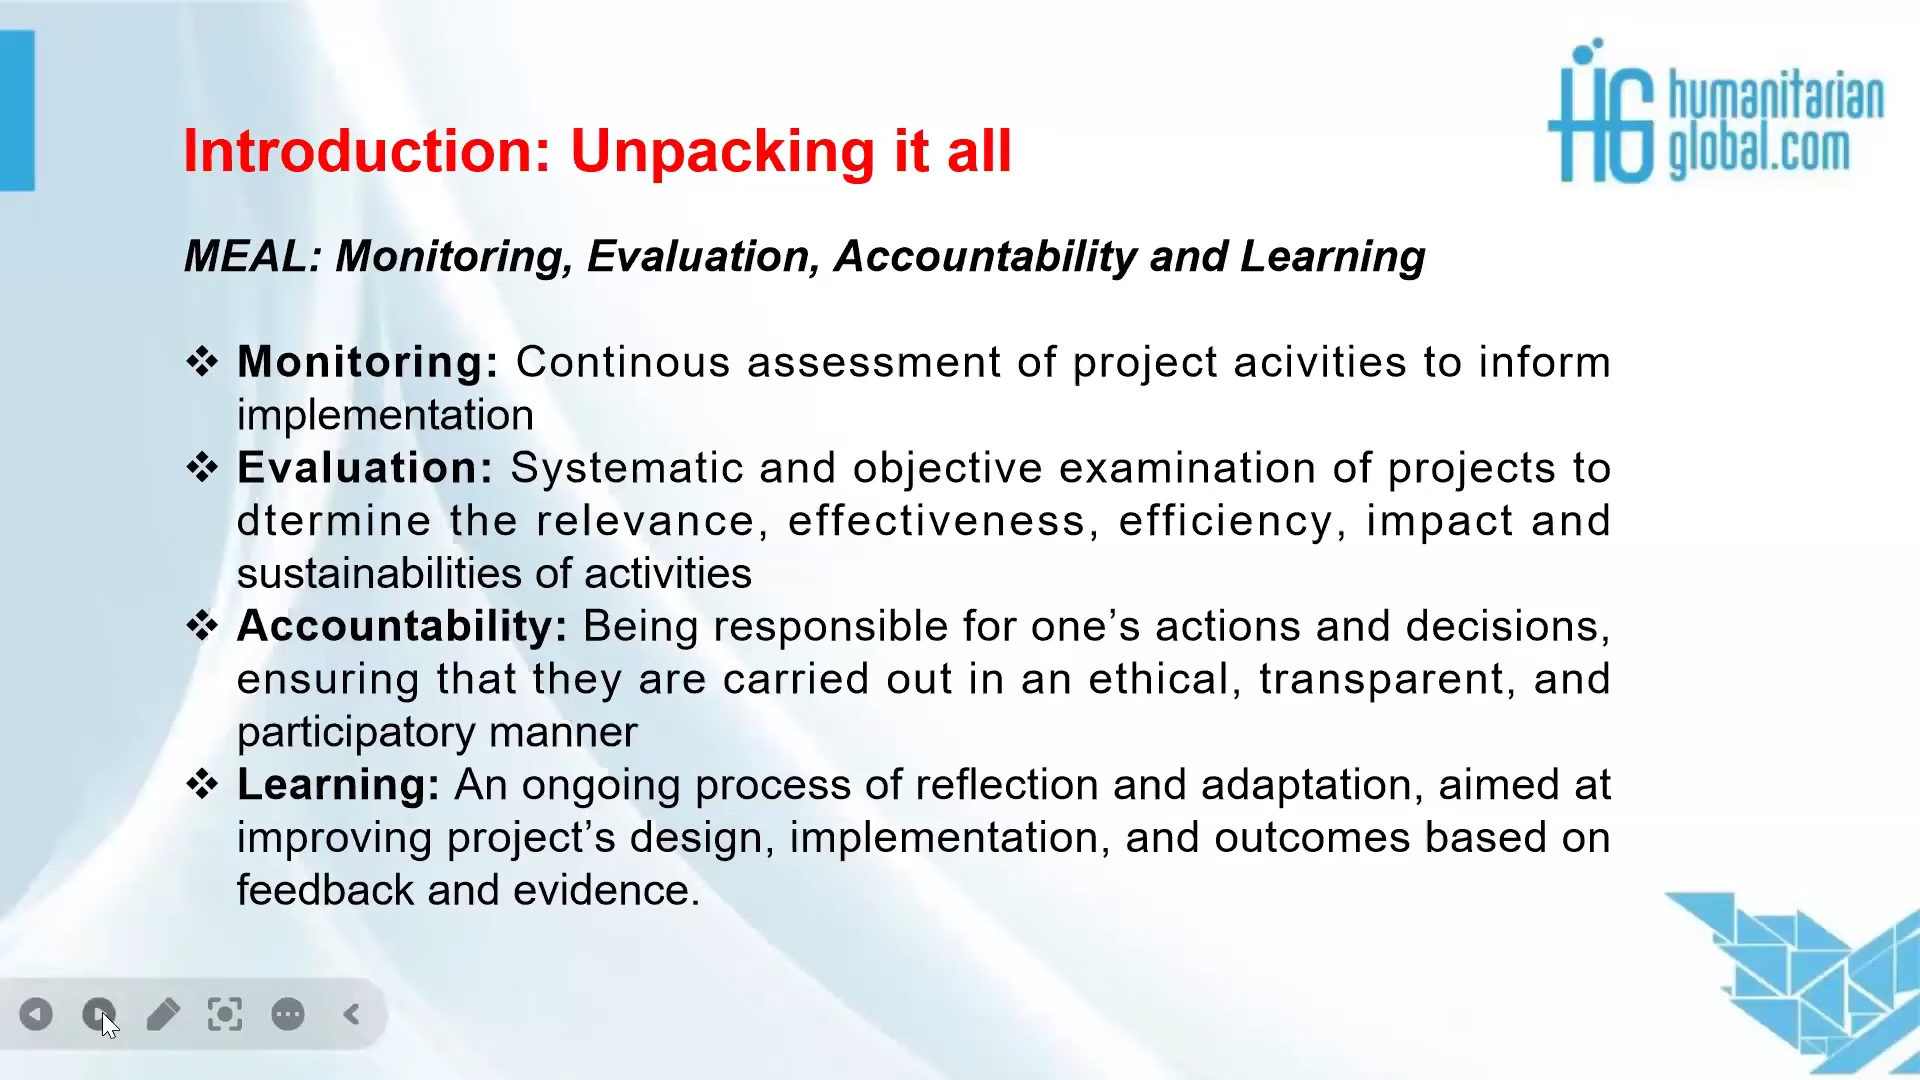 humanitarian
global.com
Introduction: Unpacking it all
MEAL: Monitoring, Evaluation, Accountability and Learning
❖ Monitoring: Continous assessment of project acivities to inform
implementation
❖ Evaluation: Systematic and objective examination of projects to
dtermine the relevance, effectiveness, efficiency, impact and
sustainabilities of activities
❖ Accountability: Being responsible for one’s actions and decisions,
ensuring that they are carried out in an ethical, transparent, and
participatory manner
❖ Learning: An ongoing process of reflection and adaptation, aimed at
improving project’s design, implementation, and outcomes based on
feedback and evidence.